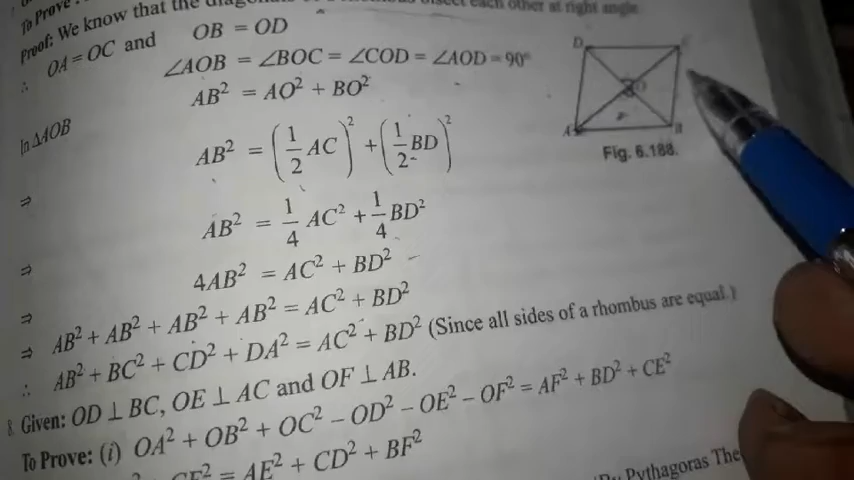 To Prove :
Proof: We know that the diagonals of a rhombus bisect each other at right angle
∴ OA = OC and OB = OD
∠AOB = ∠BOC = ∠COD = ∠AOD = 90°
In ΔAOB AB² = AO² + BO²
AB² = (1/2 AC)² + (1/2 BD)²
⇒ AB² = 1/4 AC² + 1/4 BD²
⇒ 4AB² = AC² + BD²
⇒ AB² + AB² + AB² + AB² = AC² + BD²
⇒ AB² + BC² + CD² + DA² = AC² + BD² (Since all sides of a rhombus are equal.)
∴
8 Given: OD ⊥ BC, OE ⊥ AC and OF ⊥ AB.
To Prove: (i) OA² + OB² + OC² – OD² – OE² – OF² = AF² + BD² + CE²
= AE² + CD² + BF²
(By Pythagoras The
D
A
B
Fig. 6.188.